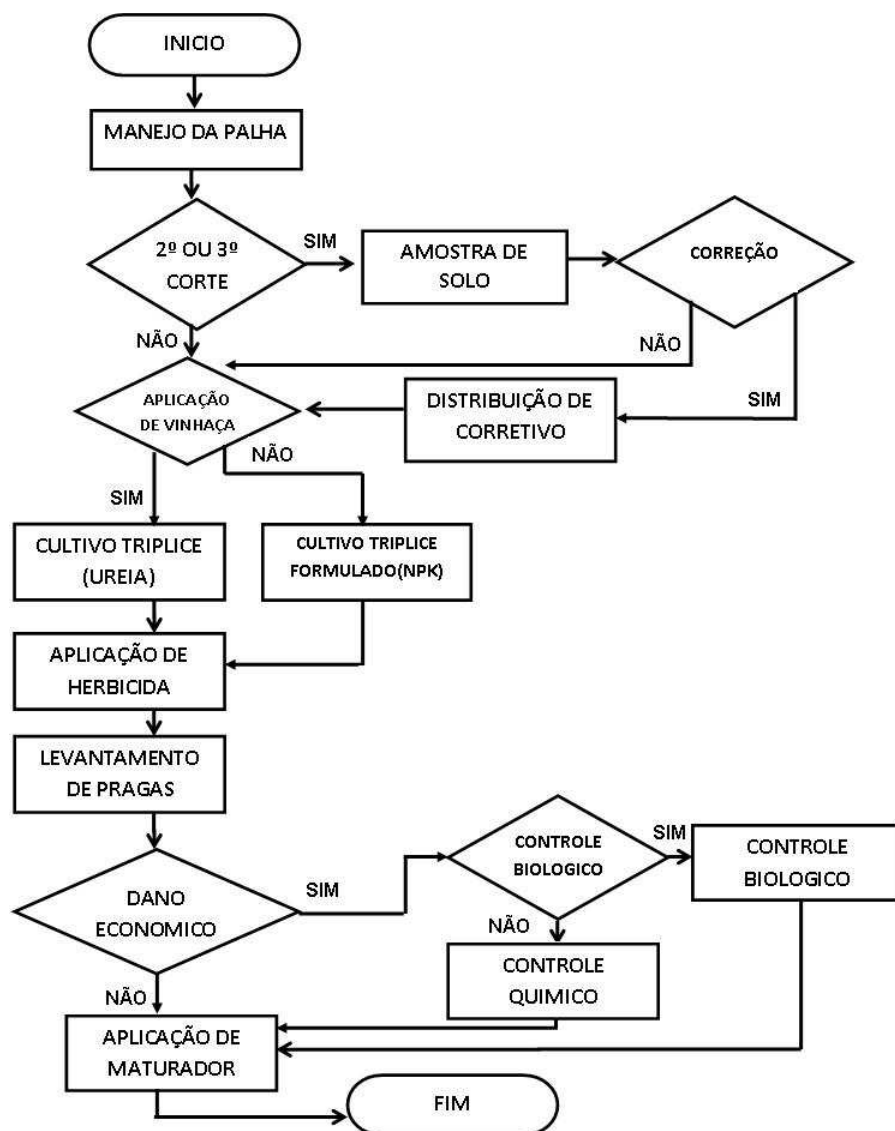 INICIO
MANEJO DA PALHA
2º OU 3º
CORTE
SIM
AMOSTRA DE
SOLO
CORREÇÃO
NÃO
NÃO
SIM
APLICAÇÃO
DE VINHAÇA
DISTRIBUIÇÃO DE
CORRETIVO
SIM
NÃO
CULTIVO TRIPLICE
(UREIA)
CULTIVO TRIPLICE
FORMULADO(NPK)
APLICAÇÃO DE
HERBICIDA
LEVANTAMENTO
DE PRAGAS
DANO
ECONOMICO
SIM
CONTROLE
BIOLOGICO
SIM
CONTROLE
BIOLOGICO
NÃO
CONTROLE
QUIMICO
NÃO
APLICAÇÃO DE
MATURADOR
FIM